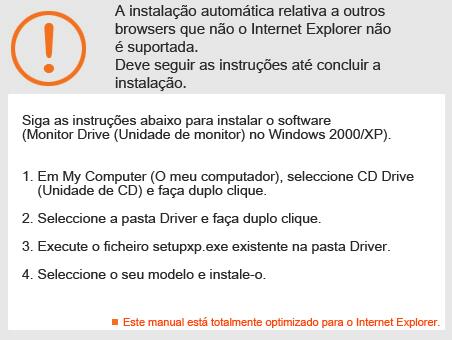 A instalação automática relativa a outros
browsers que não o Internet Explorer não
é suportada.
Deve seguir as instruções até concluir a
instalação.
Siga as instruções abaixo para instalar o software
(Monitor Drive (Unidade de monitor) no Windows 2000/XP).
1. Em My Computer (O meu computador), seleccione CD Drive
(Unidade de CD) e faça duplo clique.
2. Seleccione a pasta Driver e faça duplo clique.
3. Execute o ficheiro setupxp.exe existente na pasta Driver.
4. Seleccione o seu modelo e instale-o.
Este manual está totalmente optimizado para o Internet Explorer.